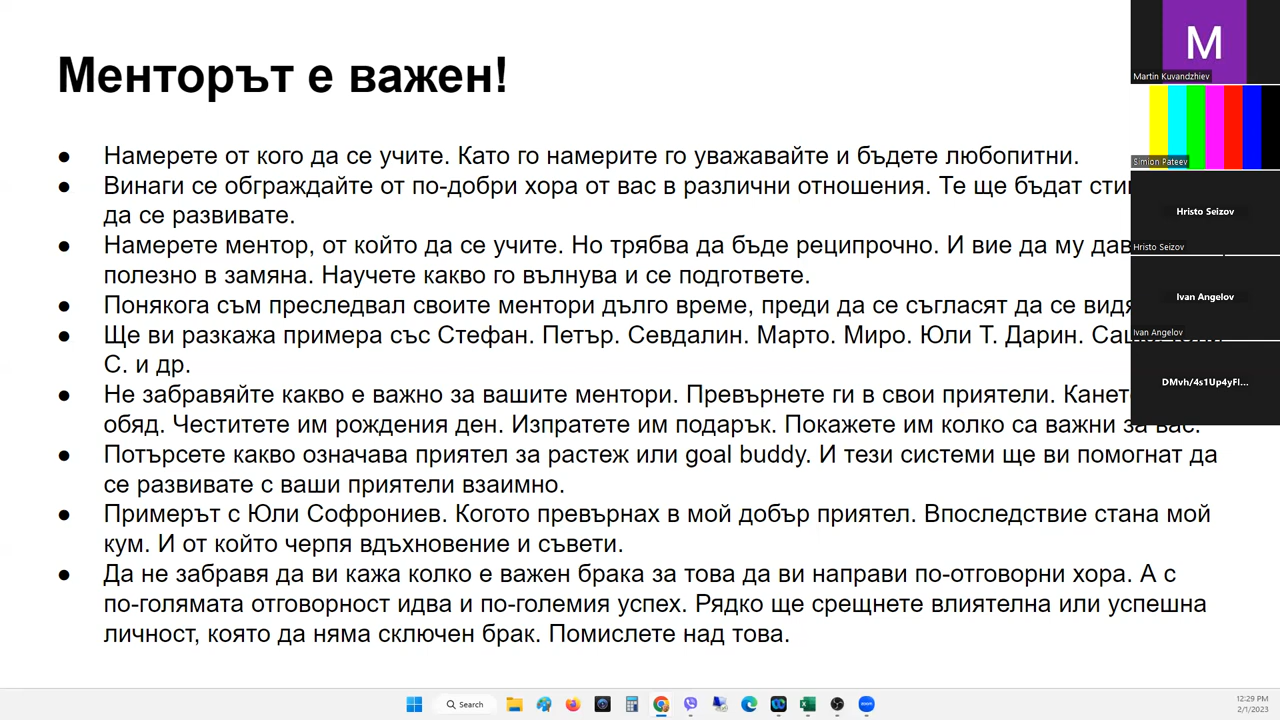 Менторът е важен!
● Намерете от кого да се учите. Като го намерите го уважавайте и бъдете любопитни.
● Винаги се обграждайте от по-добри хора от вас в различни отношения. Те ще бъдат
да се развивате.
● Намерете ментор, от който да се учите. Но трябва да бъде реципрочно. И вие да му
полезно в замяна. Научете какво го вълнува и се подгответе.
● Понякога съм преследвал своите ментори дълго време, преди да се съгласят да се
● Ще ви разкажа примера със Стефан. Петър. Севдалин. Марто. Миро. Юли Т. Дарин.
С. и др.
● Не забравяйте какво е важно за вашите ментори. Превърнете ги в свои приятели.
обяд. Честитете им рождения ден. Изпратете им подарък. Покажете им колко са важни за вас.
● Потърсете какво означава приятел за растеж или goal buddy. И тези системи ще ви помогнат да
се развивате с ваши приятели взаимно.
● Примерът с Юли Софрониев. Когото превърнах в мой добър приятел. Впоследствие стана мой
кум. И от който черпя вдъхновение и съвети.
● Да не забравя да ви кажа колко е важен брака за това да ви направи по-отговорни хора. А с
по-голямата отговорност идва и по-големия успех. Рядко ще срещнете влиятелна или успешна
личност, която да няма сключен брак. Помислете над това.
M
Martin Kuvandzhiev
Simion Pateev
Hristo Seizov
Hristo Seizov
Ivan Angelov
Ivan Angelov
DMvh/4s1Up4yFl...
Search
12:29 PM
2/1/2023